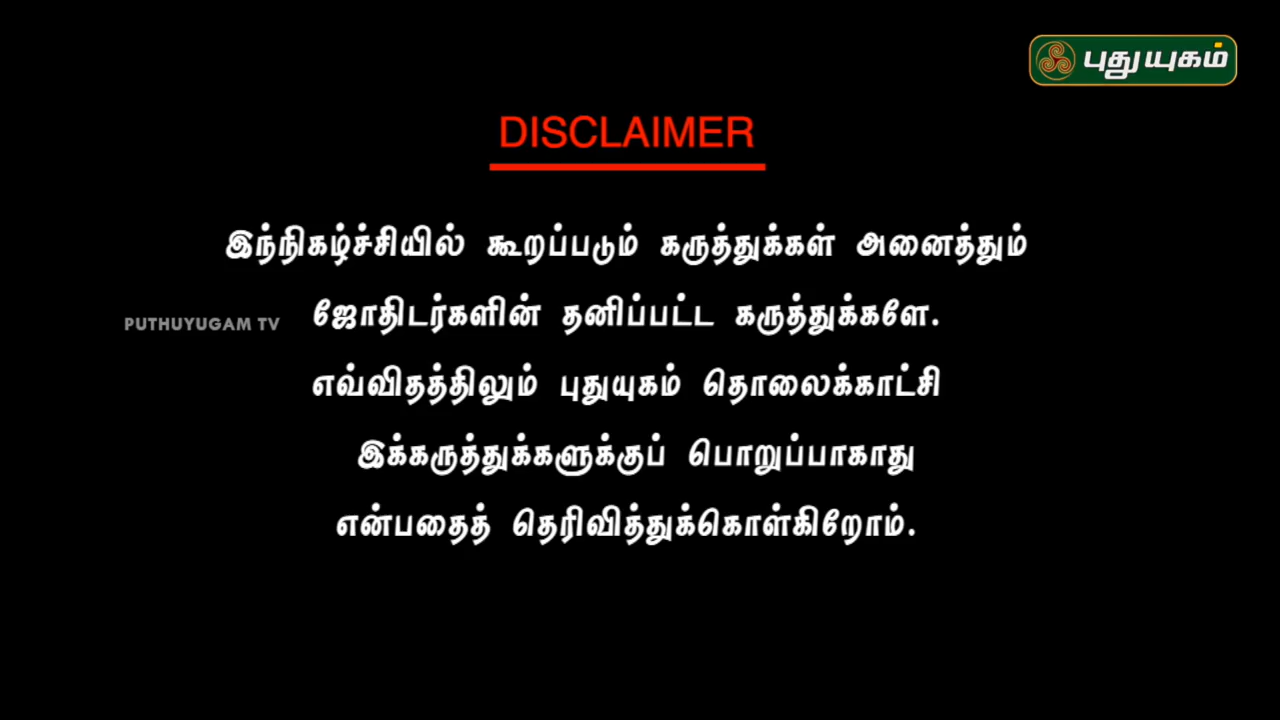 புதுயுகம்
DISCLAIMER
இந்நிகழ்ச்சியில் கூறப்படும் கருத்துக்கள் அனைத்தும்
PUTHUYUGAM TV
ஜோதிடர்களின் தனிப்பட்ட கருத்துக்களே.
எவ்விதத்திலும் புதுயுகம் தொலைக்காட்சி
இக்கருத்துக்களுக்குப் பொறுப்பாகாது
என்பதைத் தெரிவித்துக்கொள்கிறோம்.